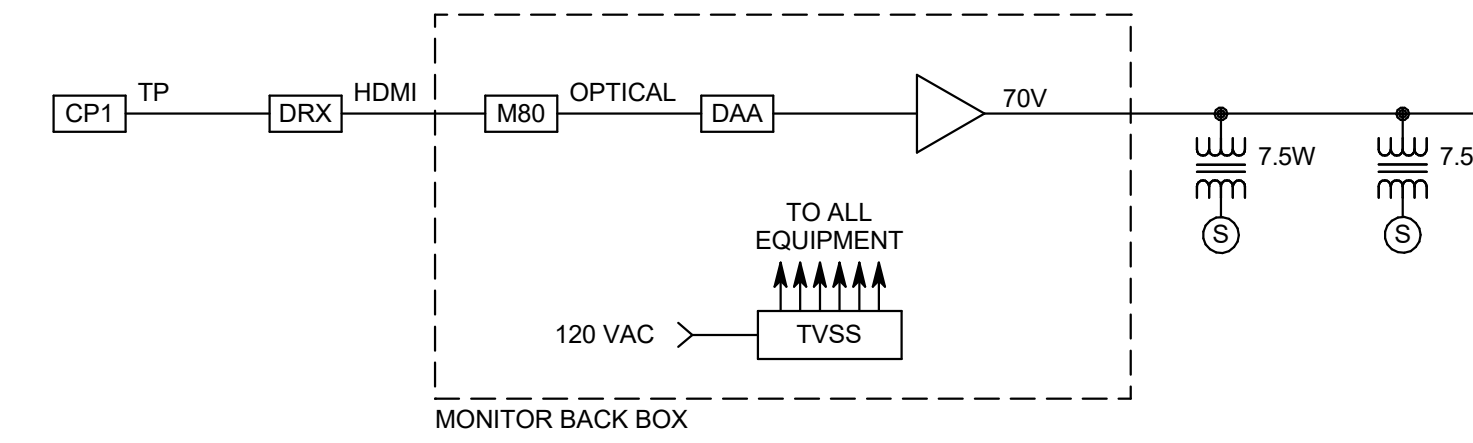 CP1
TP
DRX
HDMI
M80
OPTICAL
DAA
70V
7.5W
7.5
S
S
TO ALL
EQUIPMENT
120 VAC
TVSS
MONITOR BACK BOX